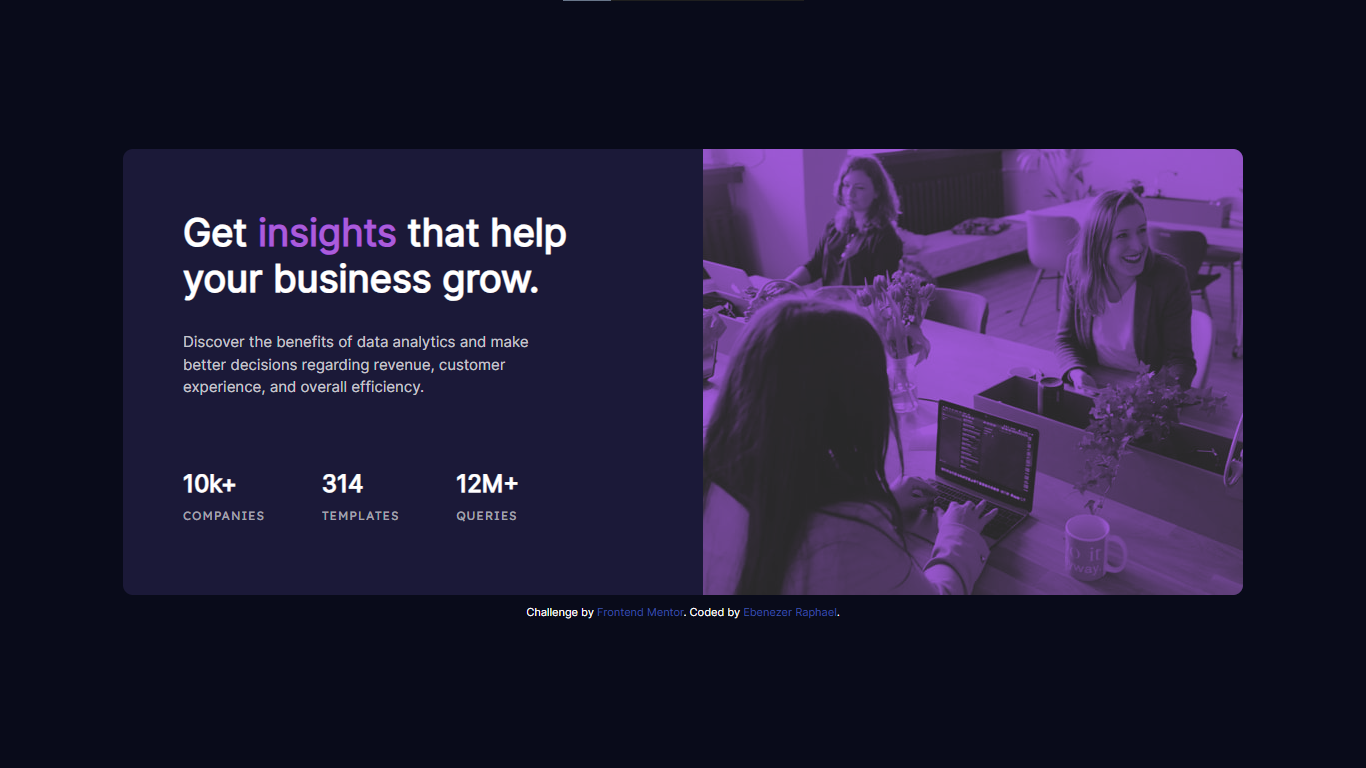 Get insights that help
your business grow.
Discover the benefits of data analytics and make
better decisions regarding revenue, customer
experience, and overall efficiency.
10k+ 314 12M+
COMPANIES TEMPLATES QUERIES
Challenge by Frontend Mentor. Coded by Ebenezer Raphael.